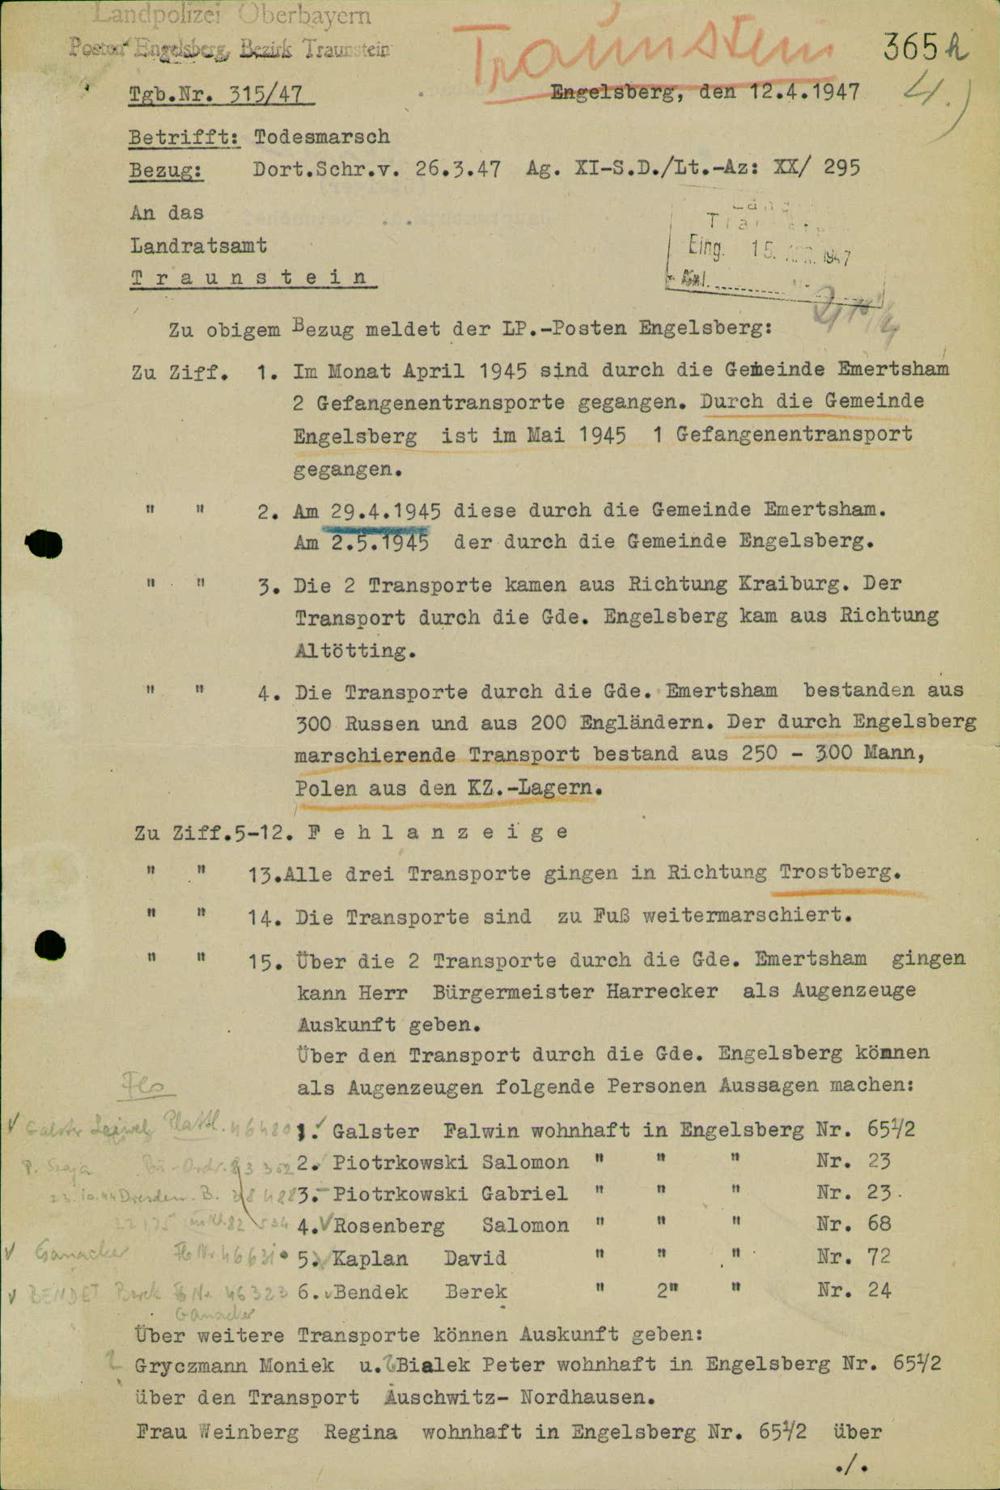 Landpolizei Oberbayern
Posten Engelsberg, Bezirk Traunstein
Traunstein
365 h
4.)
Tgb.Nr. 315/47
Engelsberg, den 12.4.1947
Betrifft: Todesmarsch
Bezug: Dort.Schr.v. 26.3.47 Ag. XI-S.D./Lt.-Az: XX/ 295
An das
Landratsamt
Traunstein
Eing. 15. 1947
Zu obigem Bezug meldet der LP.-Posten Engelsberg:
Zu Ziff. 1. Im Monat April 1945 sind durch die Gemeinde Emertsham
2 Gefangenentransporte gegangen. Durch die Gemeinde
Engelsberg ist im Mai 1945 1 Gefangenentransport
gegangen.
" " 2. Am 29.4.1945 diese durch die Gemeinde Emertsham.
Am 2.5.1945 der durch die Gemeinde Engelsberg.
" " 3. Die 2 Transporte kamen aus Richtung Kraiburg. Der
Transport durch die Gde. Engelsberg kam aus Richtung
Altötting.
" " 4. Die Transporte durch die Gde. Emertsham bestanden aus
300 Russen und aus 200 Engländern. Der durch Engelsberg
marschierende Transport bestand aus 250 - 300 Mann,
Polen aus den KZ.-Lagern.
Zu Ziff.5-12. F e h l a n z e i g e
" " 13.Alle drei Transporte gingen in Richtung Trostberg.
" " 14. Die Transporte sind zu Fuß weitermarschiert.
" " 15. Über die 2 Transporte durch die Gde. Emertsham gingen
kann Herr Bürgermeister Harrecker als Augenzeuge
Auskunft geben.
Über den Transport durch die Gde. Engelsberg können
als Augenzeugen folgende Personen Aussagen machen:
Flo
1. Galster Falwin wohnhaft in Engelsberg Nr. 65 1/2
2. Piotrkowski Salomon " " " Nr. 23
3. Piotrkowski Gabriel " " " Nr. 23
4. Rosenberg Salomon " " " Nr. 68
Ganacker 5. Kaplan David " " " Nr. 72
BENDET 46323 6. Bendek Berek " 2" " Nr. 24
Ganacker
Über weitere Transporte können Auskunft geben:
Gryczmann Moniek u. Bialek Peter wohnhaft in Engelsberg Nr. 65 1/2
über den Transport Auschwitz- Nordhausen.
Frau Weinberg Regina wohnhaft in Engelsberg Nr. 65 1/2 über
./.